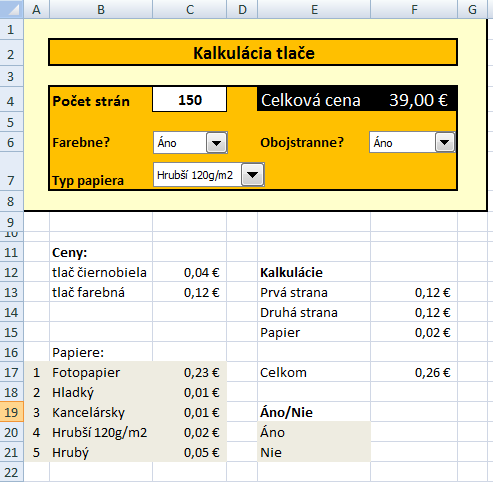 A B C D E F G
1
2 Kalkulácia tlače
3
4 Počet strán 150 Celková cena 39,00 €
5
6 Farebne? Áno Obojstranne? Áno
7 Typ papiera Hrubší 120g/m2
8
9
10
11 Ceny:
12 tlač čiernobiela 0,04 € Kalkulácie
13 tlač farebná 0,12 € Prvá strana 0,12 €
14 Druhá strana 0,12 €
15 Papier 0,02 €
16 Papiere:
17 1 Fotopapier 0,23 € Celkom 0,26 €
18 2 Hladký 0,01 €
19 3 Kancelársky 0,01 € Áno/Nie
20 4 Hrubší 120g/m2 0,02 € Áno
21 5 Hrubý 0,05 € Nie
22